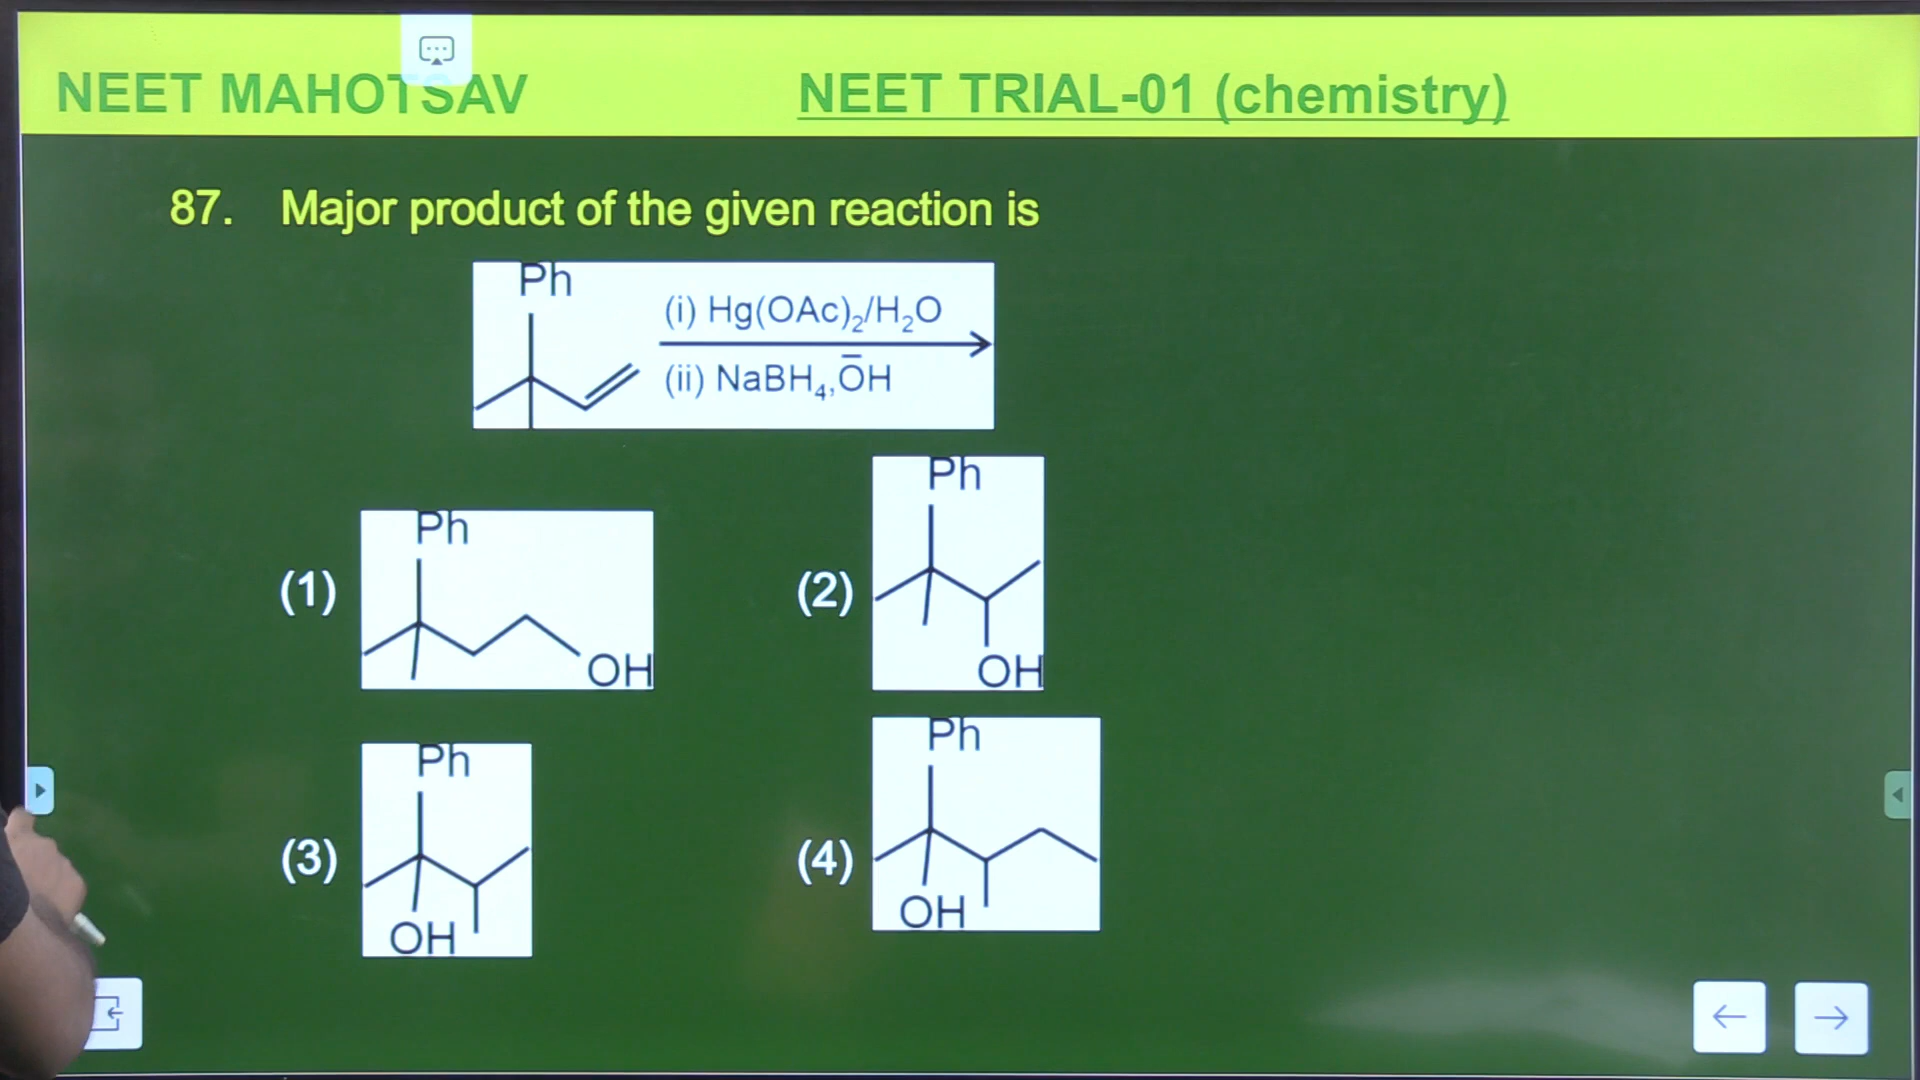 NEET MAHOTSAV
NEET TRIAL-01 (chemistry)
87. Major product of the given reaction is
Ph
(i) Hg(OAc)₂/H₂O
(ii) NaBH₄,ŌH
Ph
(1)
OH
Ph
(2)
OH
Ph
(3)
OH
Ph
(4)
OH